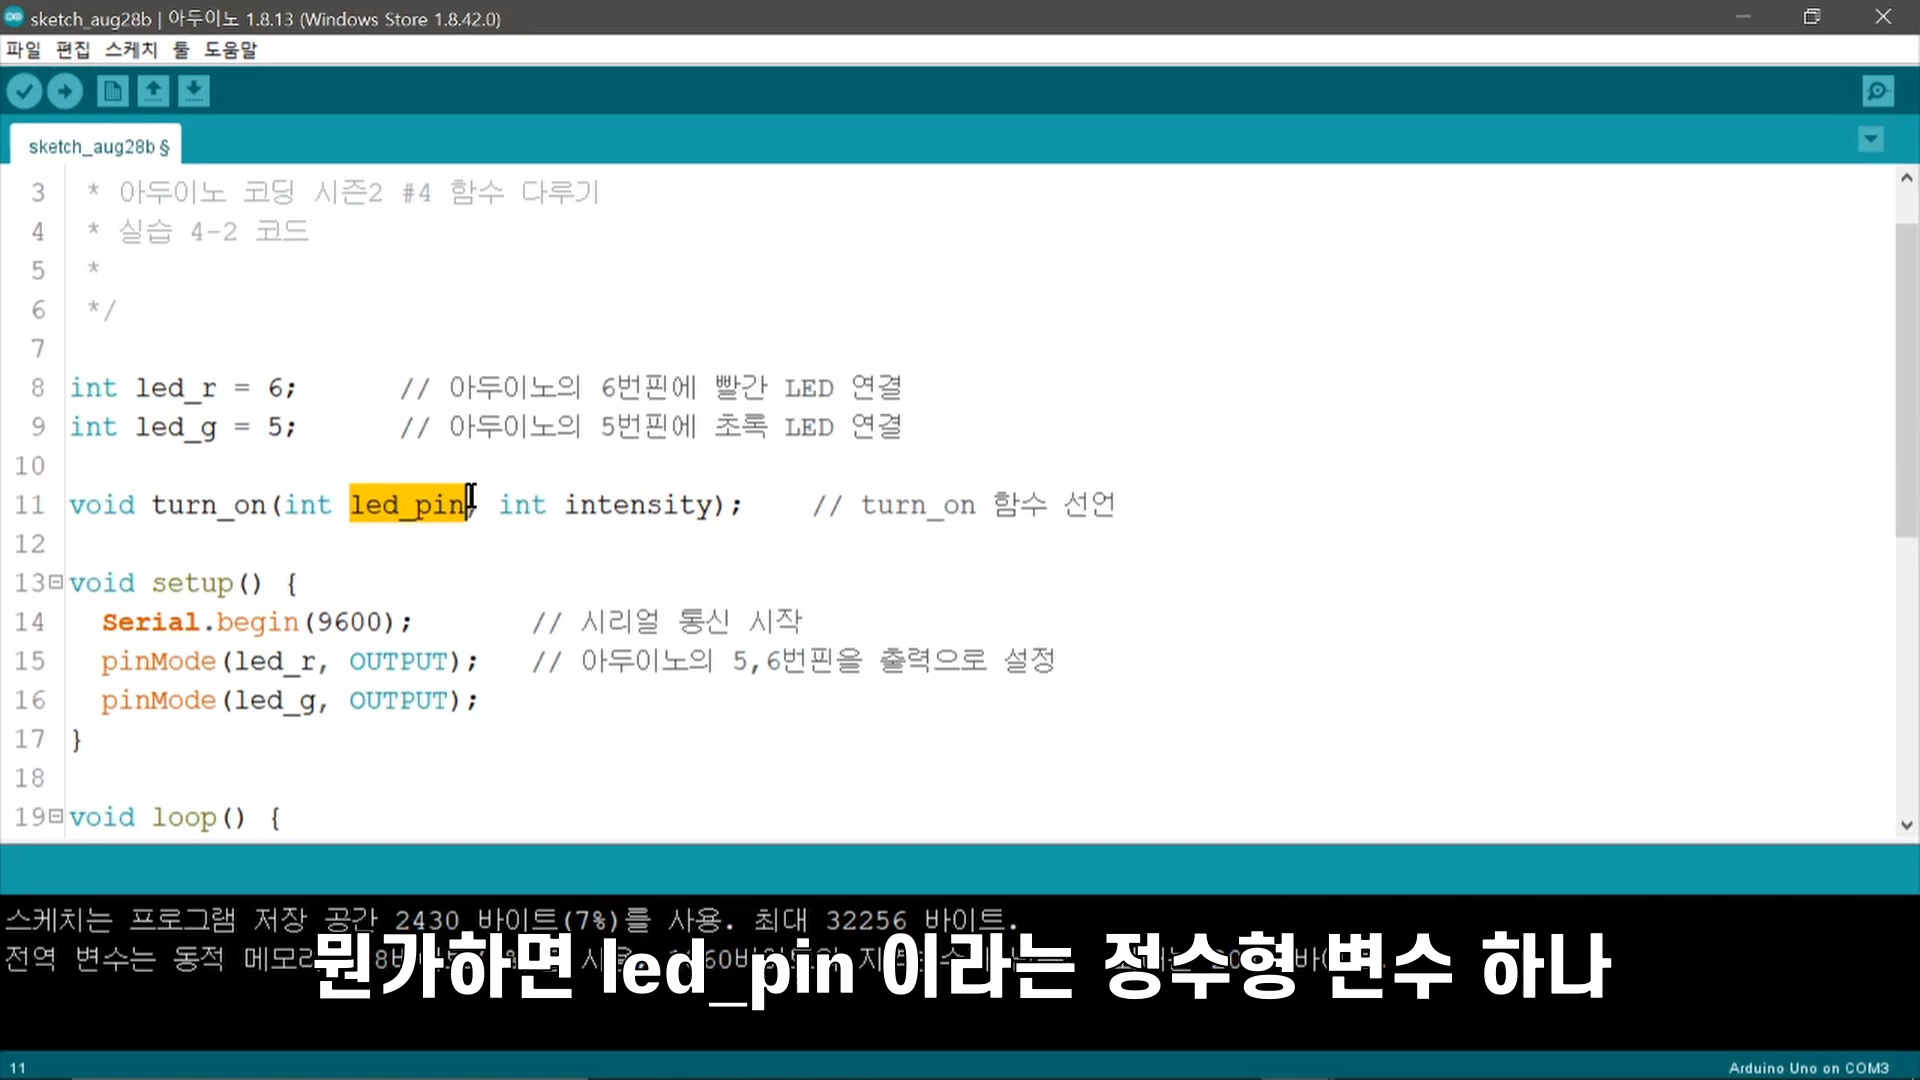 sketch_aug28b | 아두이노 1.8.13 (Windows Store 1.8.42.0)
파일 편집 스케치 툴 도움말
sketch_aug28b §
3 * 아두이노 코딩 시즌2 #4 함수 다루기
4 * 실습 4-2 코드
5 *
6 */
7
8 int led_r = 6; // 아두이노의 6번핀에 빨간 LED 연결
9 int led_g = 5; // 아두이노의 5번핀에 초록 LED 연결
10
11 void turn_on(int led_pin, int intensity); // turn_on 함수 선언
12
13 void setup() {
14 Serial.begin(9600); // 시리얼 통신 시작
15 pinMode(led_r, OUTPUT); // 아두이노의 5,6번핀을 출력으로 설정
16 pinMode(led_g, OUTPUT);
17 }
18
19 void loop() {
스케치는 프로그램 저장 공간 2430 바이트(7%)를 사용. 최대 32256 바이트.
전역 변수는 동적
뭔가하면 led_pin 이라는 정수형 변수 하나
11
Arduino Uno on COM3